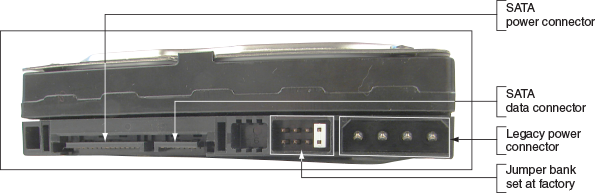 SATA
power connector
SATA
data connector
Legacy power
connector
Jumper bank
set at factory